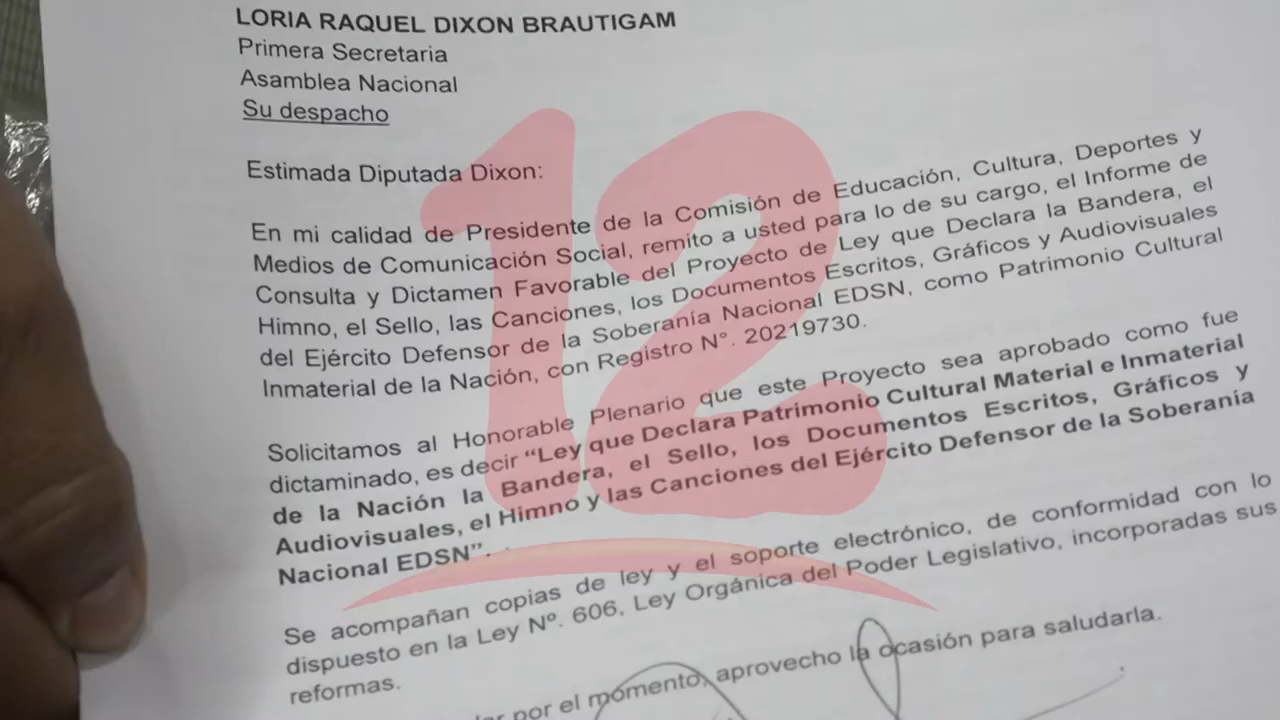 LORIA RAQUEL DIXON BRAUTIGAM
Primera Secretaria
Asamblea Nacional
Su despacho
Estimada Diputada Dixon:
En mi calidad de Presidente de la Comisión de Educación, Cultura, Deportes y
Medios de Comunicación Social, remito a usted para lo de su cargo, el Informe de
Consulta y Dictamen Favorable del Proyecto de Ley que Declara la Bandera, el
Himno, el Sello, las Canciones, los Documentos Escritos, Gráficos y Audiovisuales
del Ejército Defensor de la Soberanía Nacional EDSN, como Patrimonio Cultural
Inmaterial de la Nación, con Registro N°. 20219730.
Solicitamos al Honorable Plenario que este Proyecto sea aprobado como fue
dictaminado, es decir “Ley que Declara Patrimonio Cultural Material e Inmaterial
de la Nación la Bandera, el Sello, los Documentos Escritos, Gráficos y
Audiovisuales, el Himno y las Canciones del Ejército Defensor de la Soberanía
Nacional EDSN”.
Se acompañan copias de ley y el soporte electrónico, de conformidad con lo
dispuesto en la Ley Nº. 606, Ley Orgánica del Poder Legislativo, incorporadas sus
reformas.
por el momento, aprovecho la ocasión para saludarla.
12